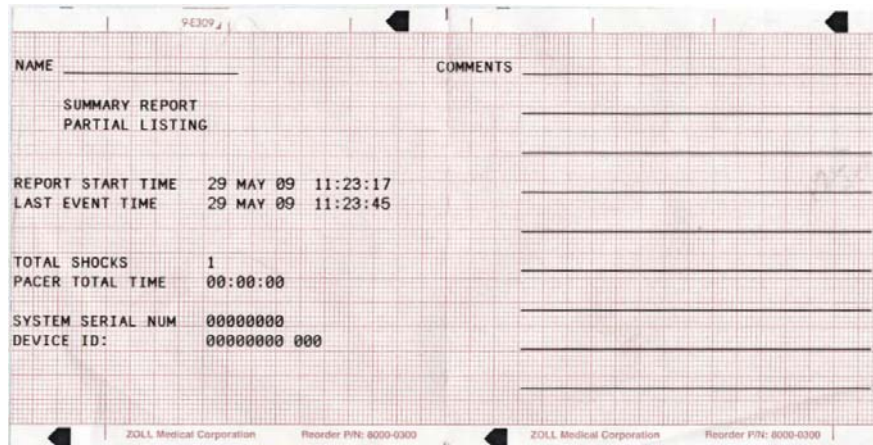 9-E309
NAME
COMMENTS
SUMMARY REPORT
PARTIAL LISTING
REPORT START TIME 29 MAY 09 11:23:17
LAST EVENT TIME 29 MAY 09 11:23:45
TOTAL SHOCKS 1
PACER TOTAL TIME 00:00:00
SYSTEM SERIAL NUM 00000000
DEVICE ID: 00000000 000
ZOLL Medical Corporation Reorder P/N: 8000-0300 ZOLL Medical Corporation Reorder P/N: 8000-0300